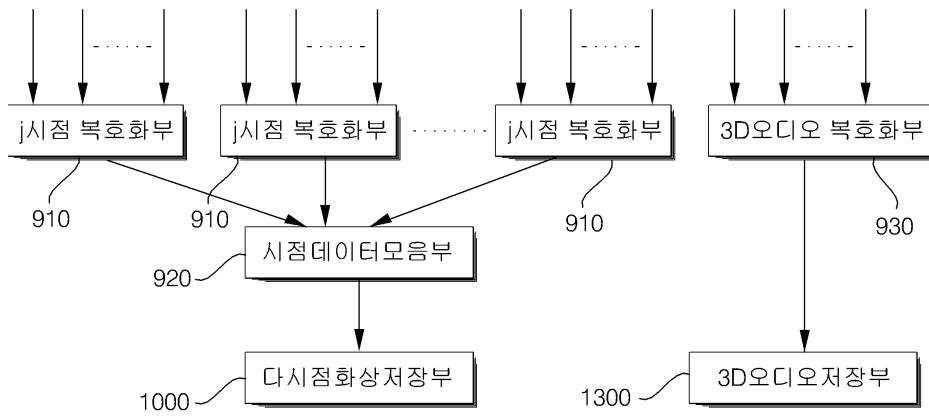 j시점 복호화부
j시점 복호화부
j시점 복호화부
3D오디오 복호화부
910
910
910
930
시점데이터모음부
920
다시점화상저장부
3D오디오저장부
1000
1300